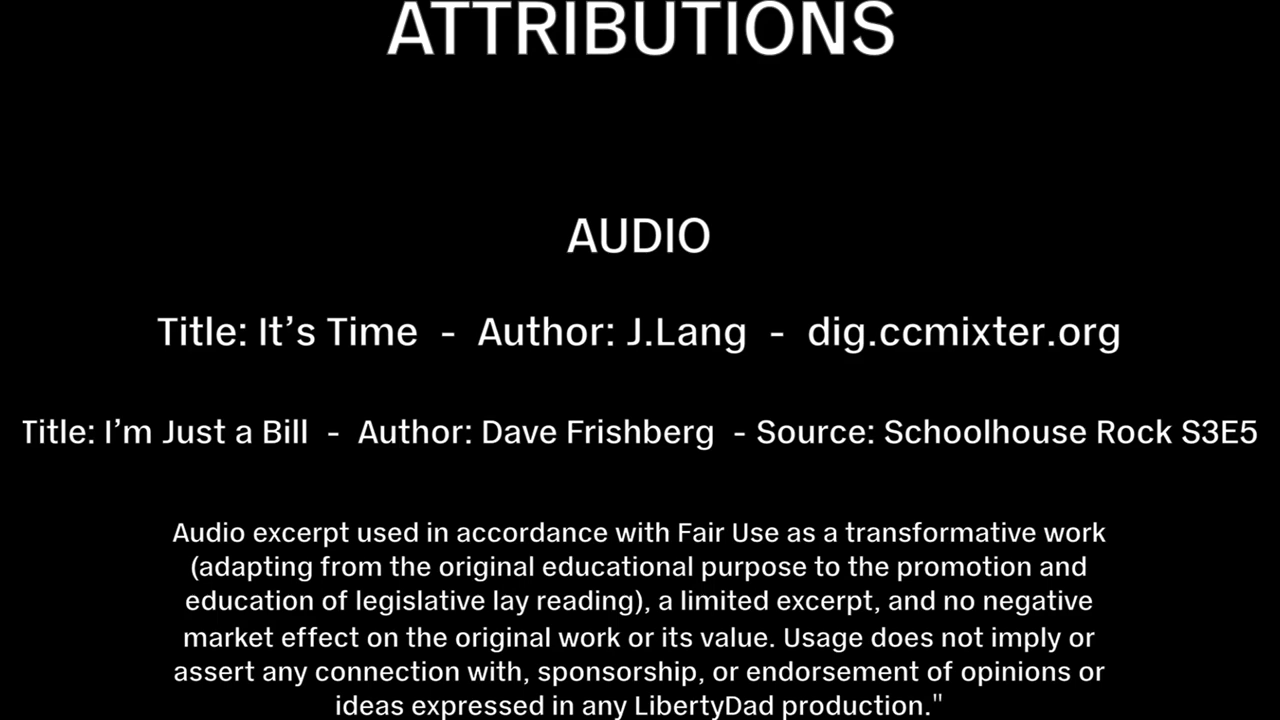 ATTRIBUTIONS
AUDIO
Title: It’s Time - Author: J.Lang - dig.ccmixter.org
Title: I’m Just a Bill - Author: Dave Frishberg - Source: Schoolhouse Rock S3E5
Audio excerpt used in accordance with Fair Use as a transformative work
(adapting from the original educational purpose to the promotion and
education of legislative lay reading), a limited excerpt, and no negative
market effect on the original work or its value. Usage does not imply or
assert any connection with, sponsorship, or endorsement of opinions or
ideas expressed in any LibertyDad production."